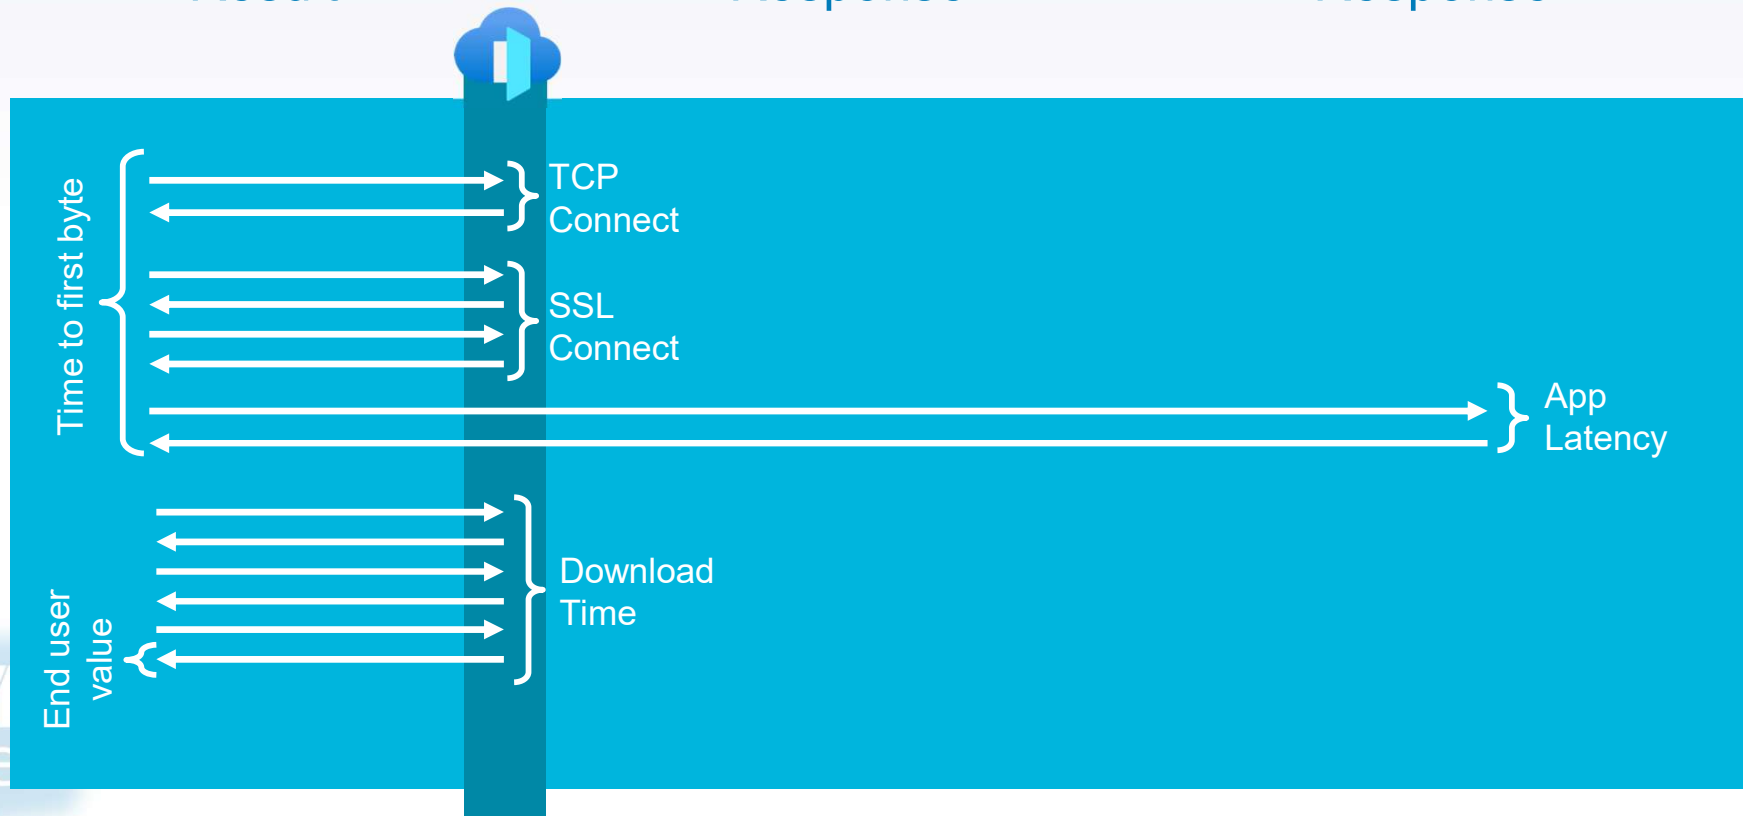 Time to first byte
TCP
Connect
SSL
Connect
App
Latency
Download
Time
End user
value